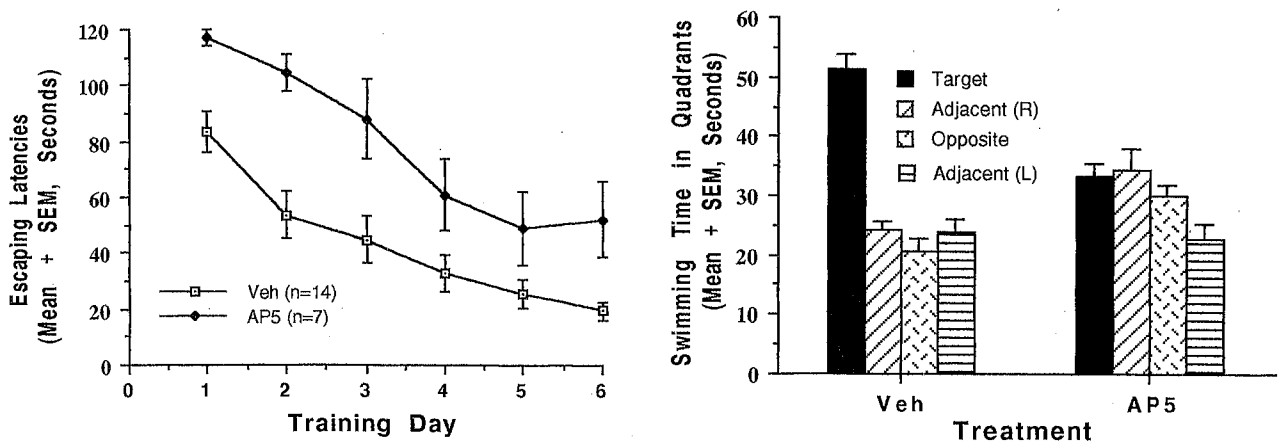 Escaping Latencies
(Mean + SEM, Seconds)
120
100
80
60
40
20
0
Veh (n=14)
AP5 (n=7)
0 1 2 3 4 5 6
Training Day
Swimming Time in Quadrants
(Mean + SEM, Seconds)
60
50
40
30
20
10
0
Target
Adjacent (R)
Opposite
Adjacent (L)
Veh AP5
Treatment